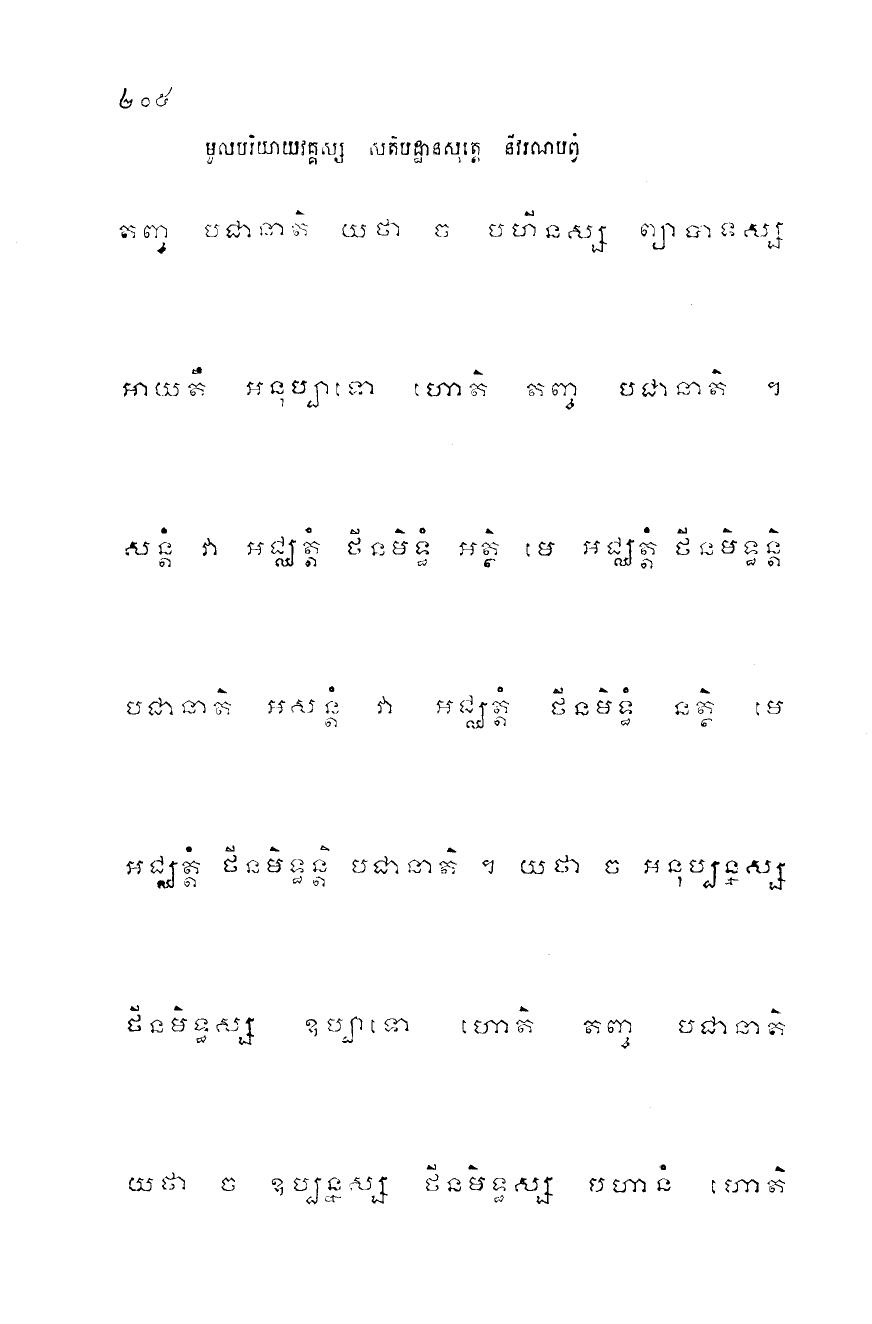 ២០៥
មូលបរិយាយវគ្គស្ស សតិបដ្ឋានសុត្តេ នីវរណបព្វំ
តញ្ច បជានាតិ យថា ច បហីនស្ស ព្យាបាទស្ស
អាយតឹ អនុប្បាទោ ហោតិ តញ្ច បជានាតិ ។
សន្តំ វា អជ្ឈត្តំ ថីនមិទ្ធំ អត្ថិ មេ អជ្ឈត្តំ ថីនមិទ្ធន្តិ
បជានាតិ អសន្តំ វា អជ្ឈត្តំ ថីនមិទ្ធំ នត្ថិ មេ
អជ្ឈត្តំ ថីនមិទ្ធន្តិ បជានាតិ ។ យថា ច អនុប្បន្នស្ស
ថីនមិទ្ធស្ស ឧប្បាទោ ហោតិ តញ្ច បជានាតិ
យថា ច ឧប្បន្នស្ស ថីនមិទ្ធស្ស បហានំ ហោតិ